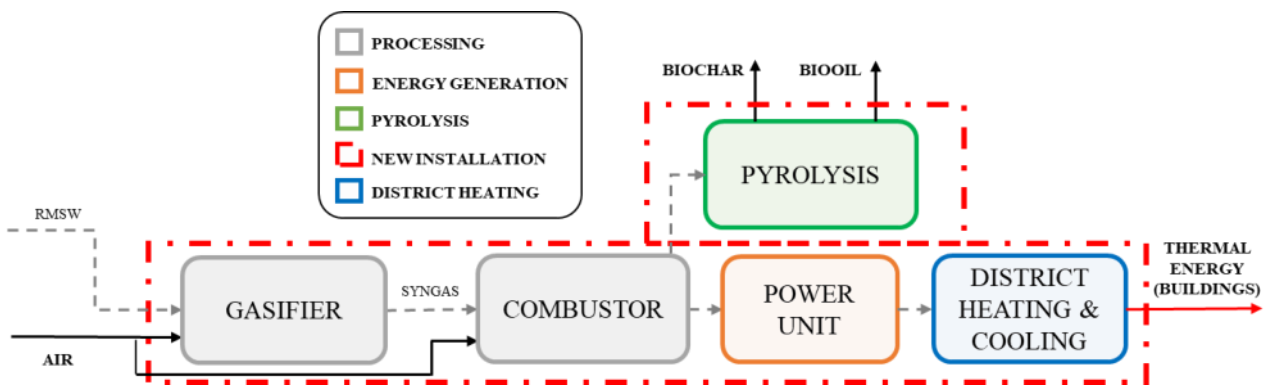 PROCESSING
ENERGY GENERATION
PYROLYSIS
NEW INSTALLATION
DISTRICT HEATING
BIOCHAR
BIOOIL
PYROLYSIS
RMSW
GASIFIER
SYNGAS
COMBUSTOR
POWER
UNIT
DISTRICT
HEATING &
COOLING
THERMAL
ENERGY
(BUILDINGS)
AIR